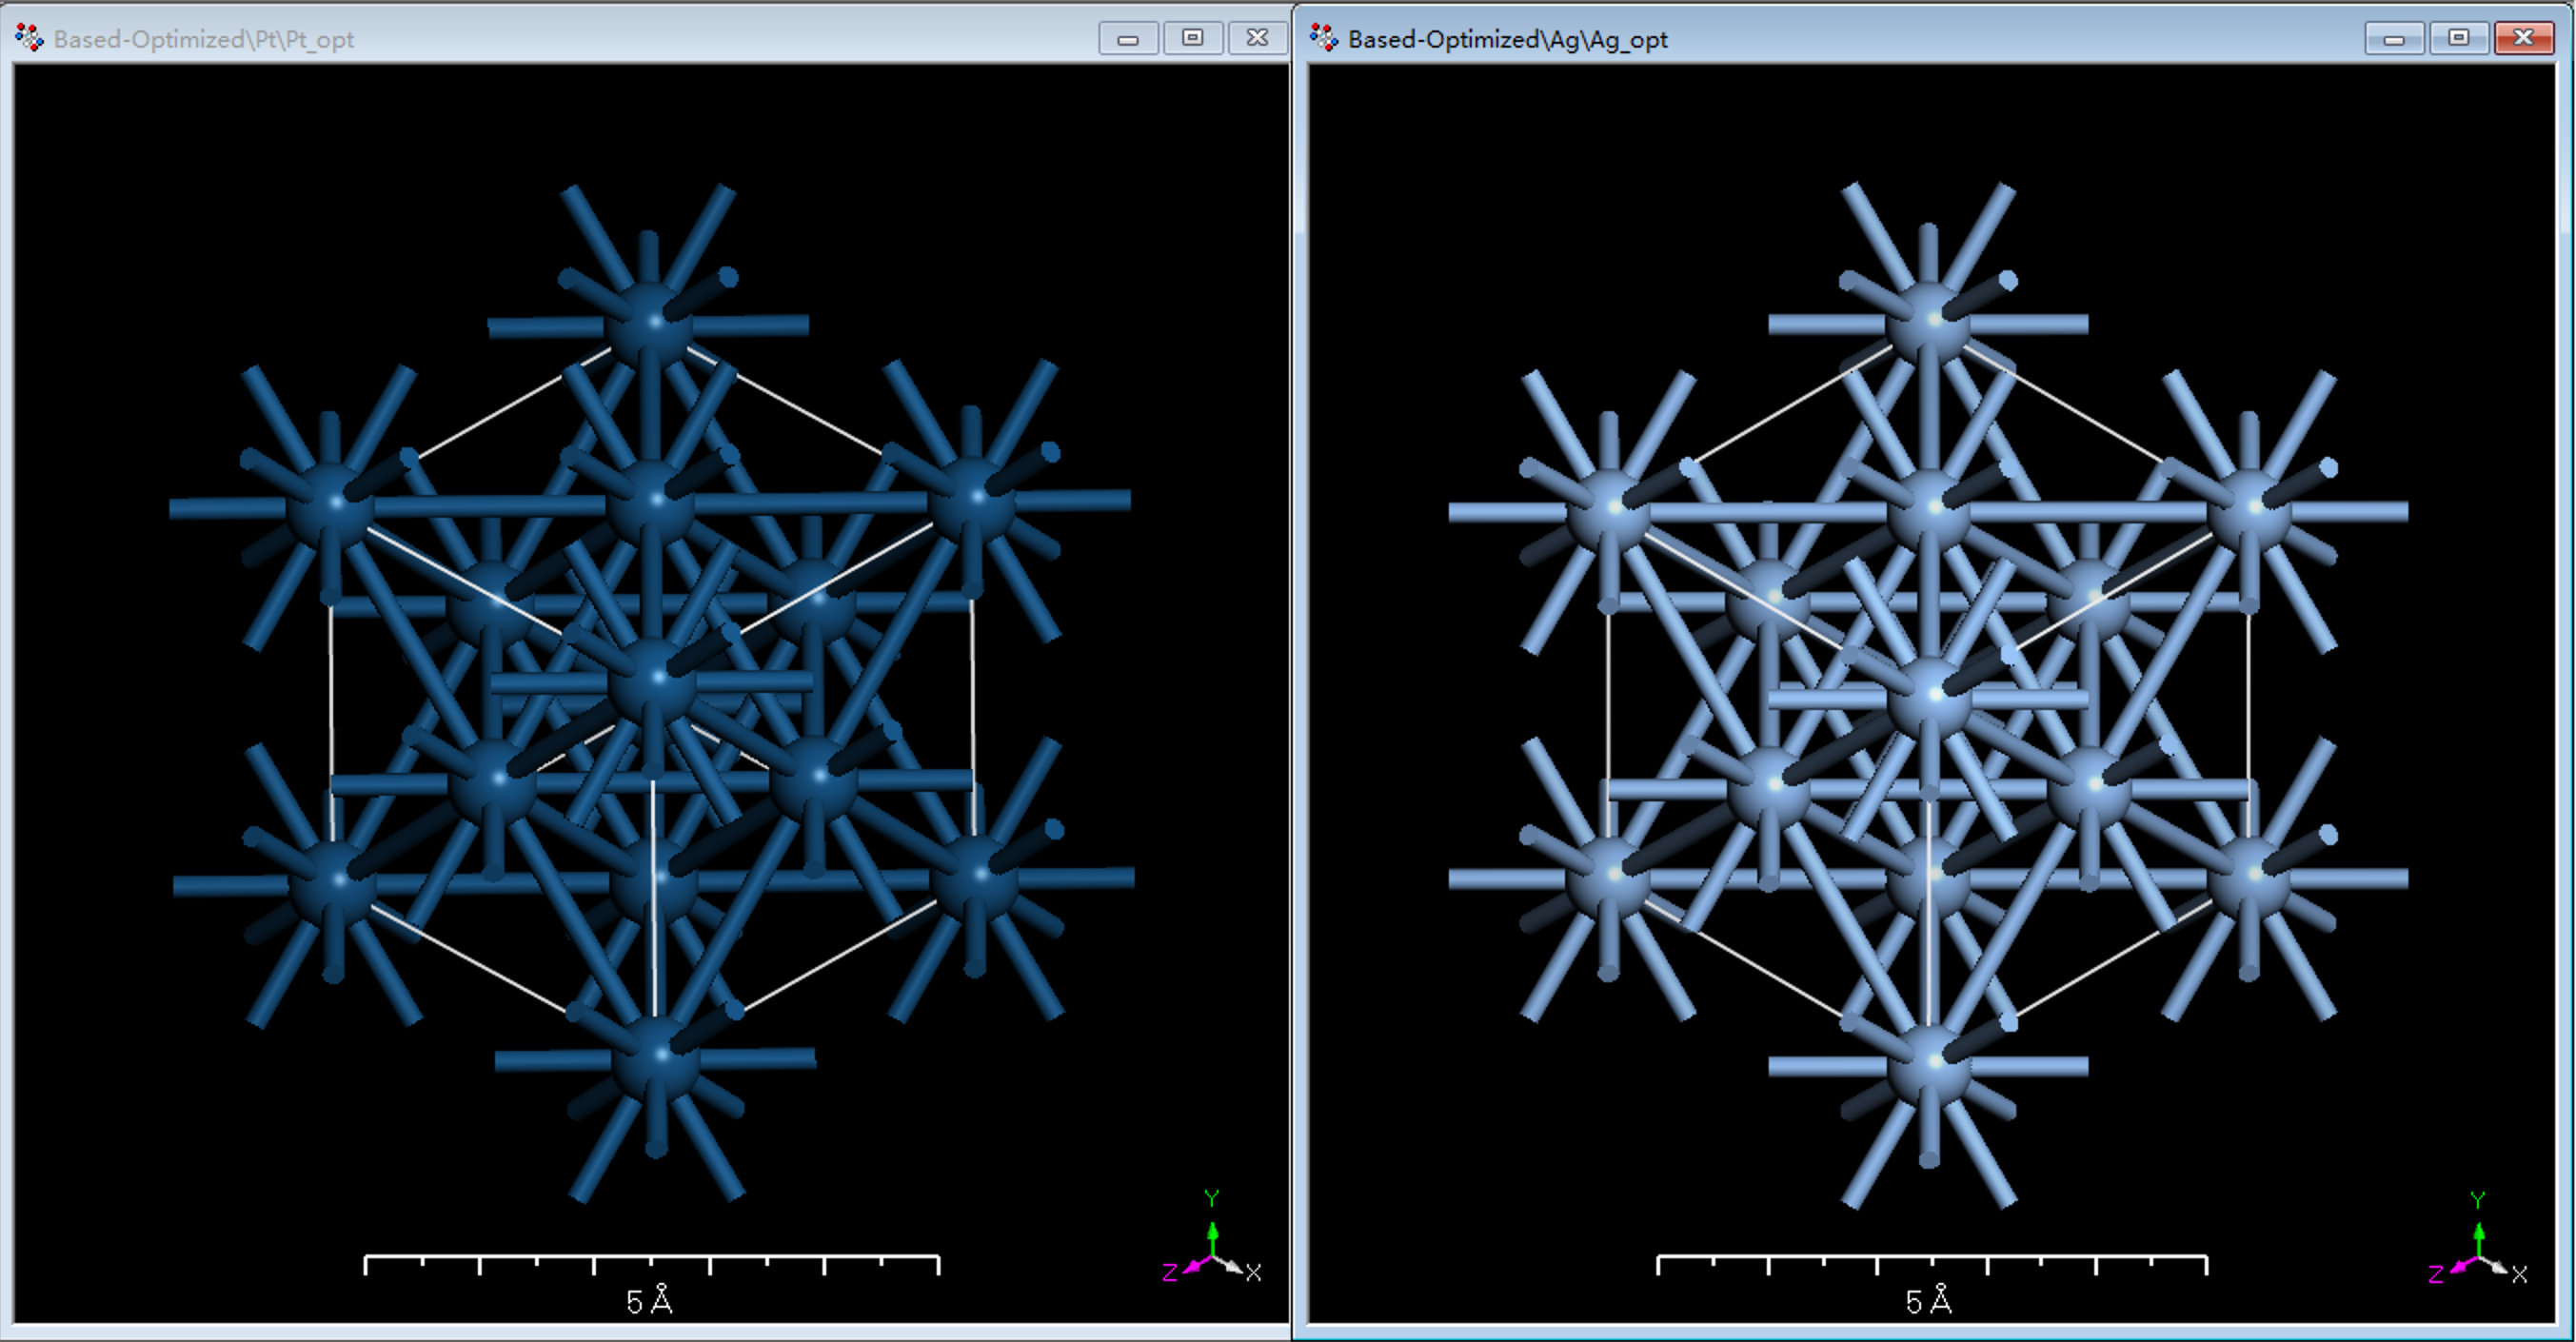 Based-Optimized\Pt\Pt_opt
Based-Optimized\Ag\Ag_opt
Y
Z
X
5 Å
Y
Z
X
5 Å